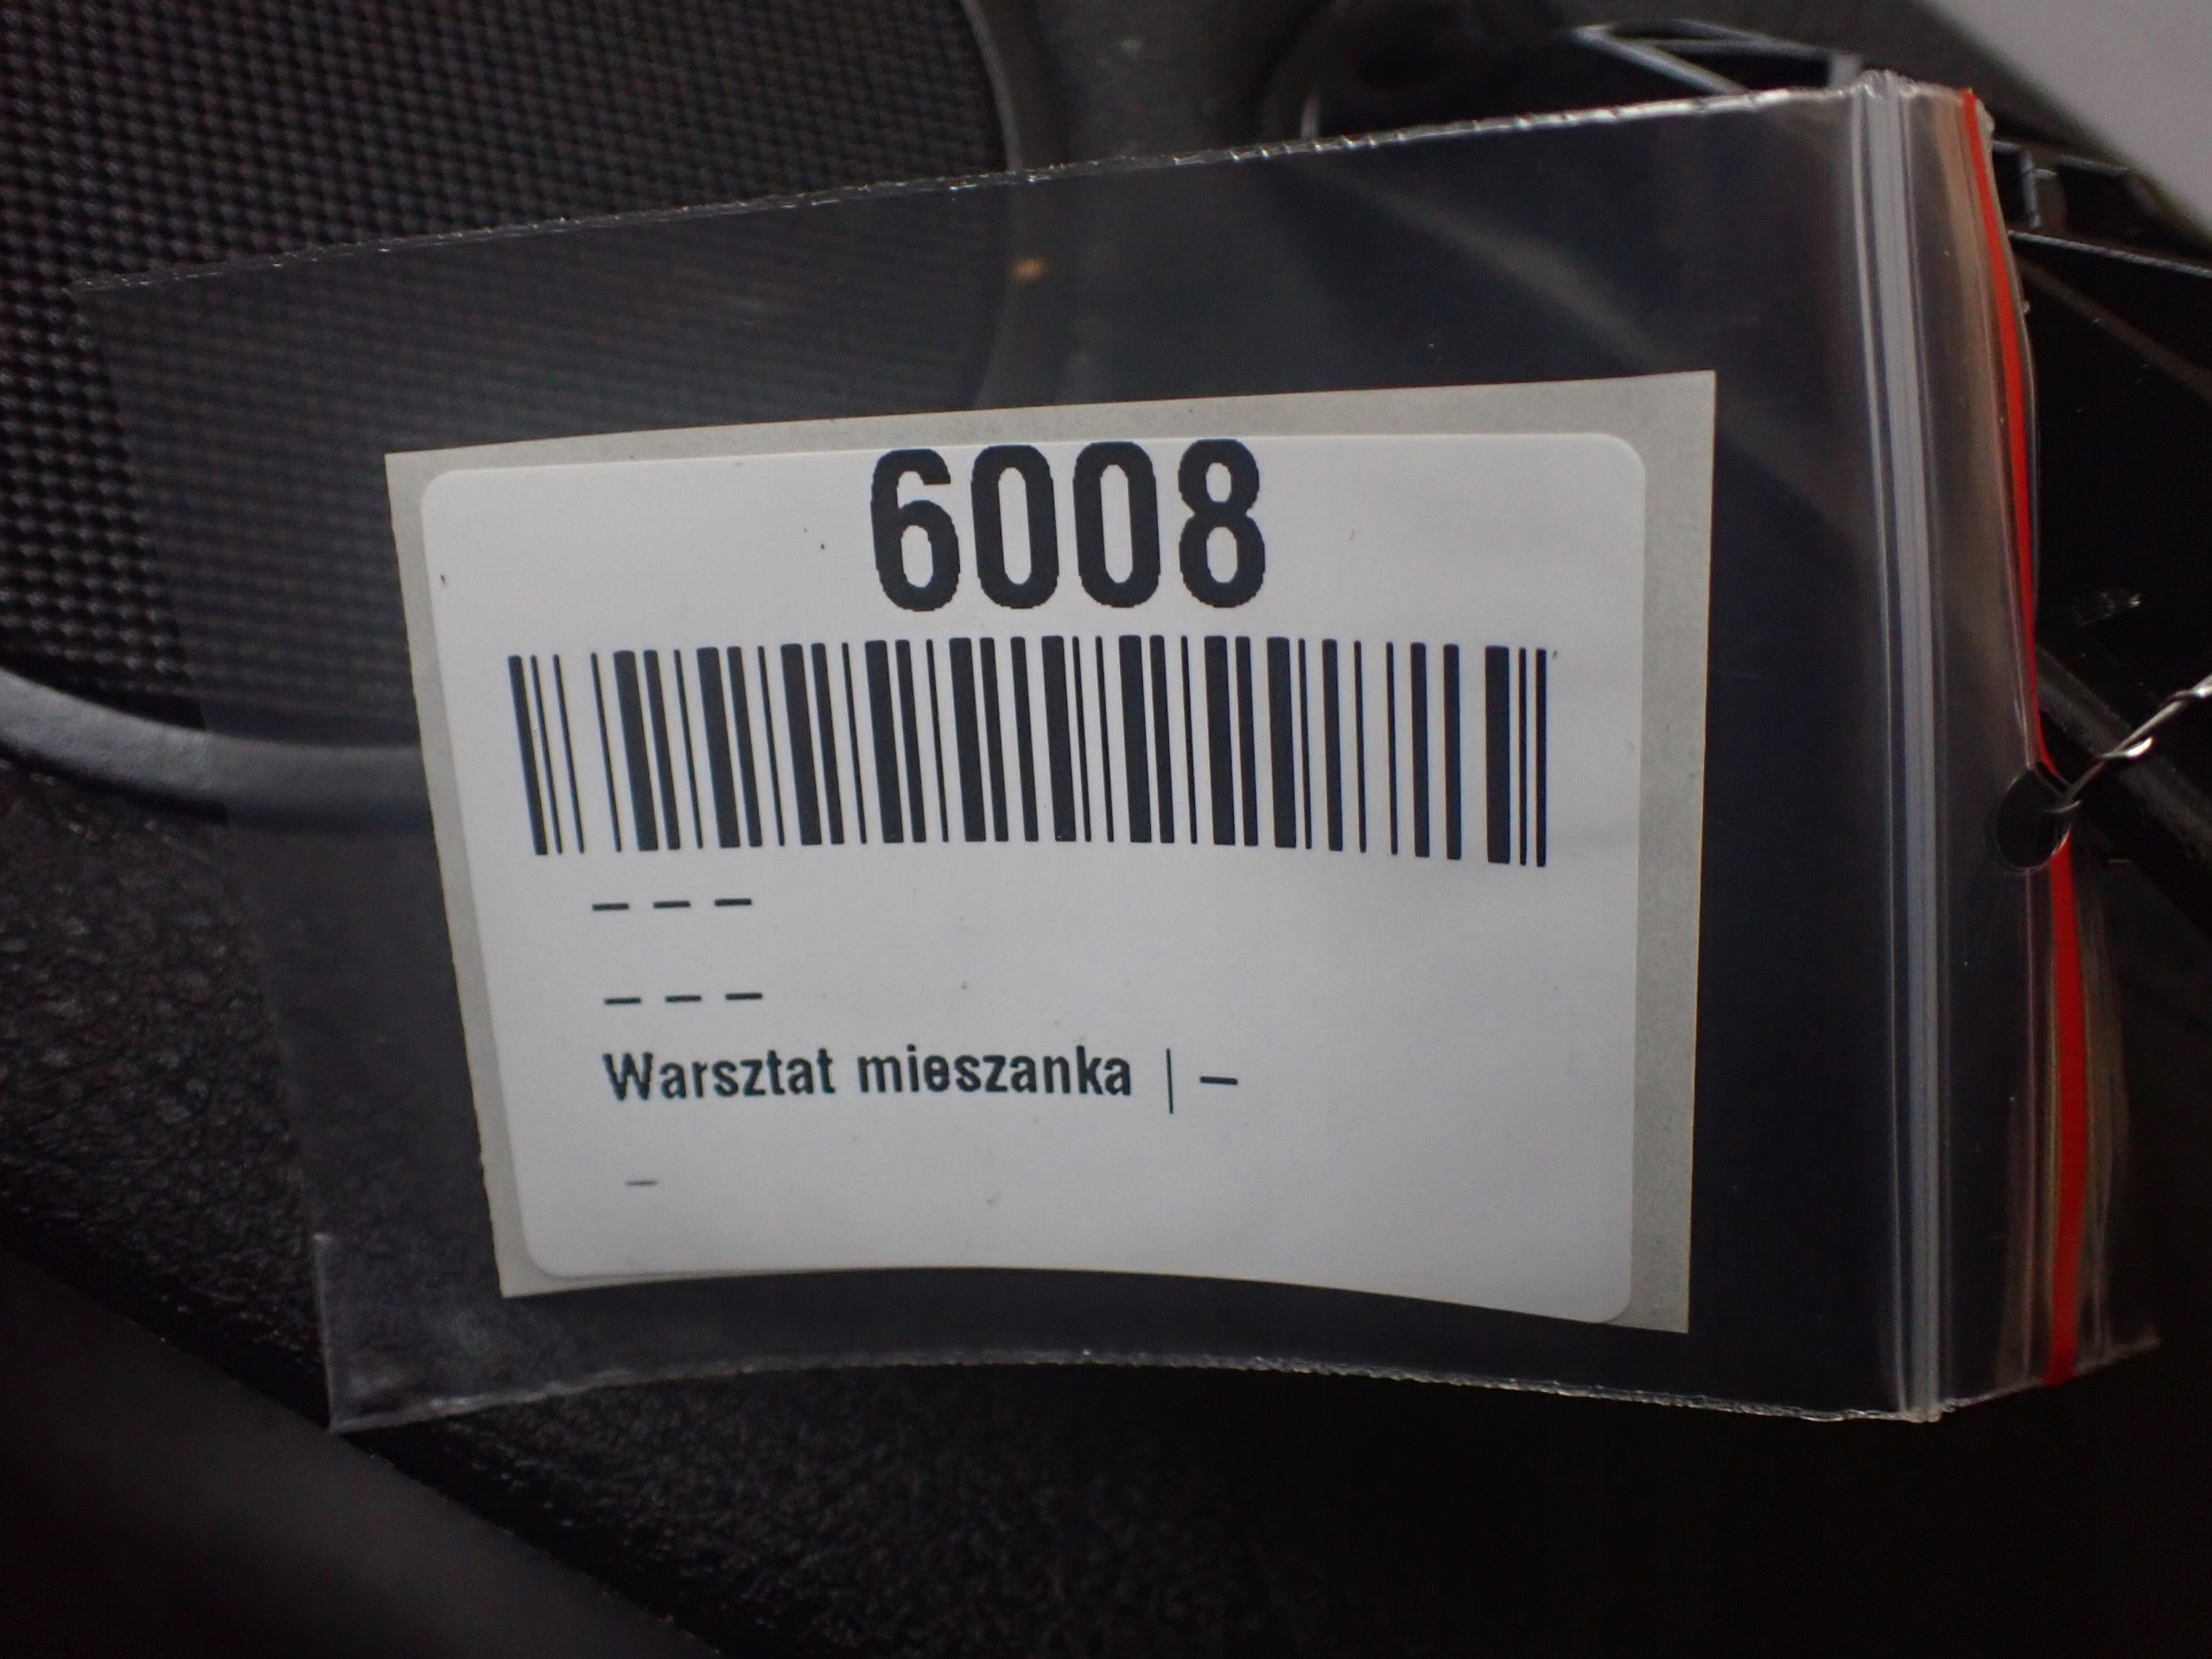 6008
– – –
– – –
Warsztat mieszanka | –
–